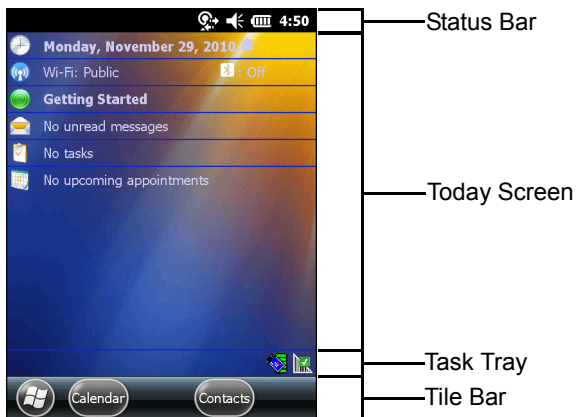 4:50
Status Bar
Monday, November 29, 2010
Wi-Fi: Public : Off
Getting Started
No unread messages
No tasks
No upcoming appointments
Today Screen
Task Tray
Calendar Contacts
Tile Bar